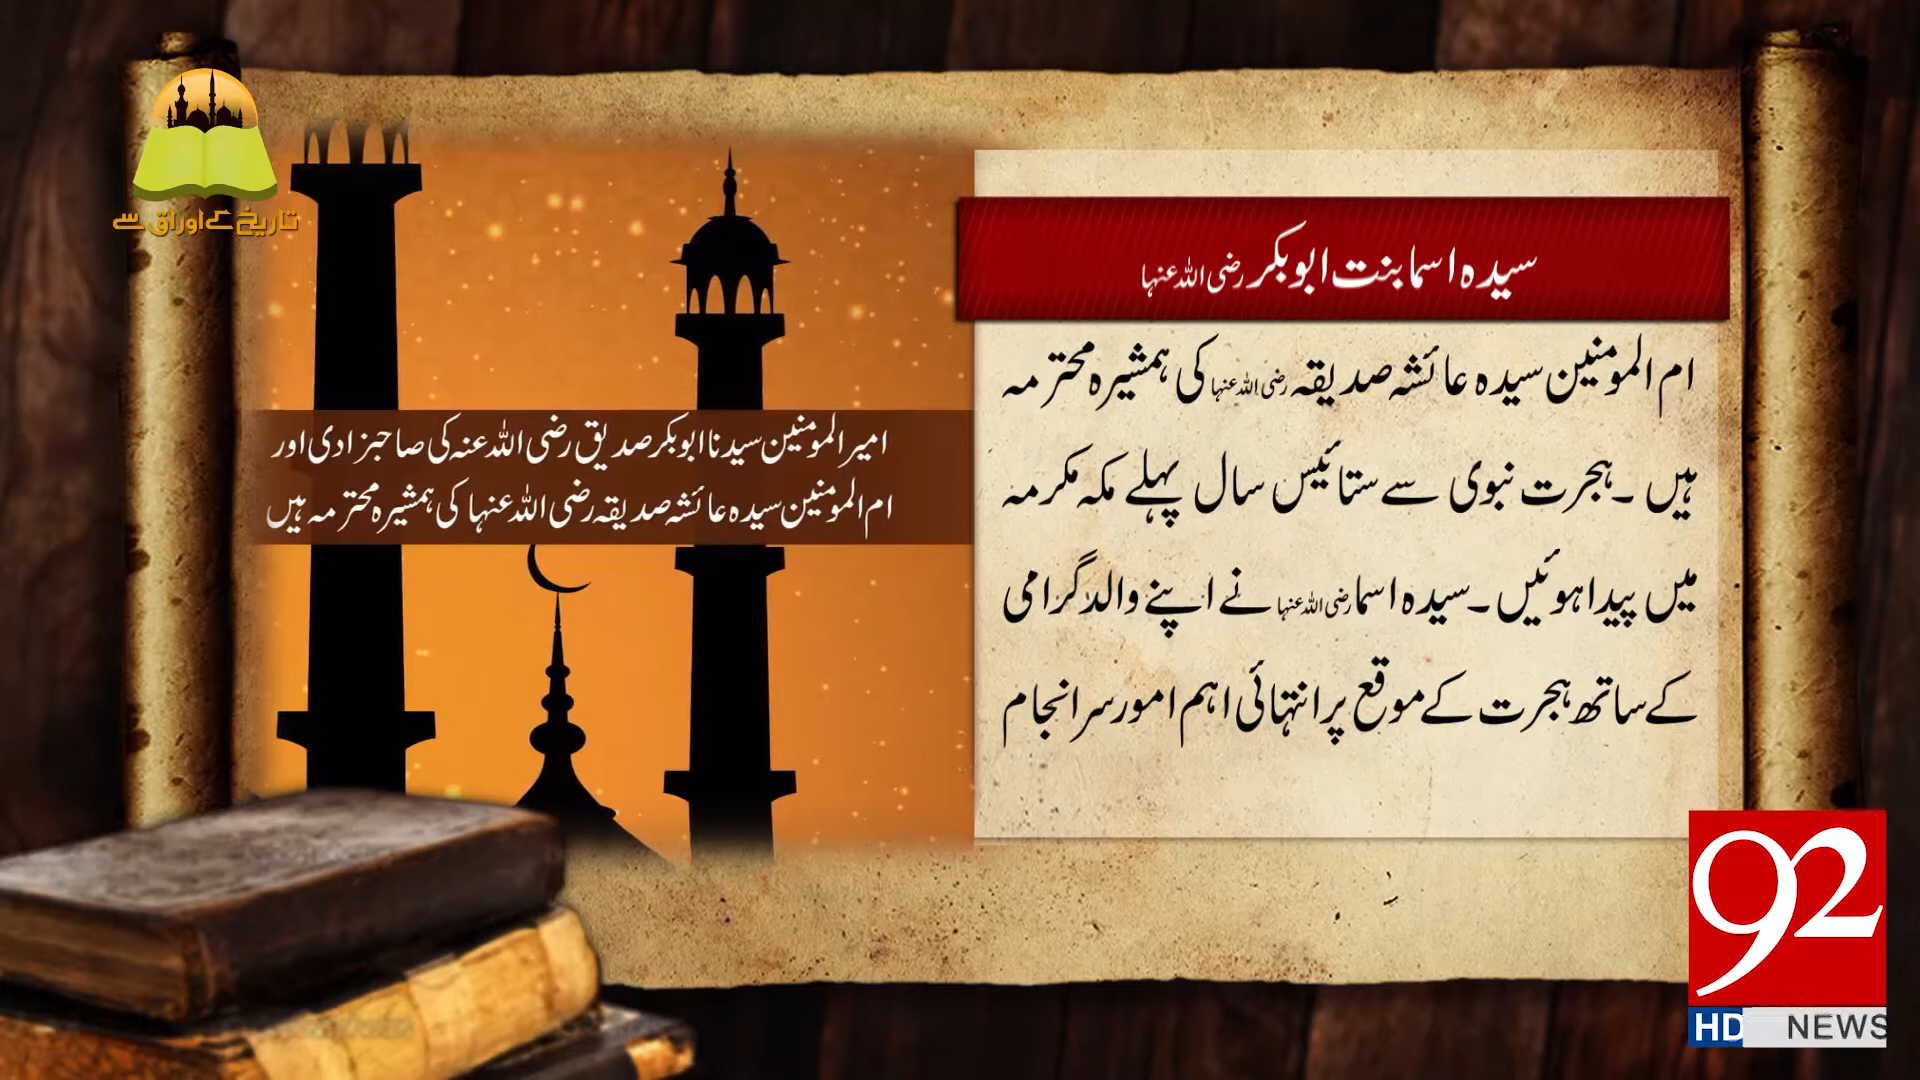 تاریخ کے اوراق سے
سیدہ اسما بنت ابوبکر رضی اللہ عنہا
ام المومنین سیدہ عائشہ صدیقہ رضی اللہ عنہا کی ہمشیرہ محترمہ
ہیں ۔ ہجرت نبوی سے ستائیس سال پہلے مکہ مکرمہ
میں پیدا ہوئیں ۔ سیدہ اسما رضی اللہ عنہا نے اپنے والد گرامی
کے ساتھ ہجرت کے موقع پر انتہائی اہم امور سرانجام
امیر المومنین سیدنا ابوبکر صدیق رضی اللہ عنہ کی صاحبزادی اور
ام المومنین سیدہ عائشہ صدیقہ رضی اللہ عنہا کی ہمشیرہ محترمہ ہیں
92
HD NEWS